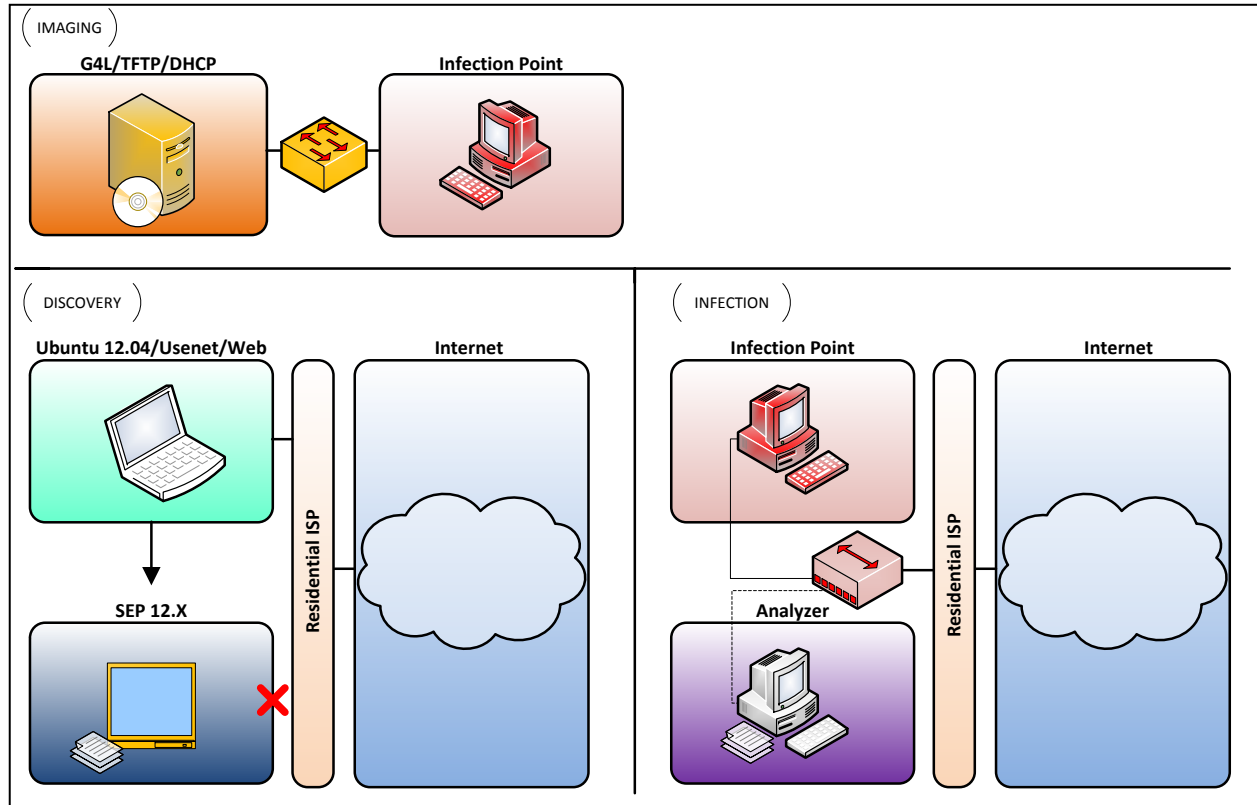 IMAGING
G4L/TFTP/DHCP
Infection Point
DISCOVERY
Ubuntu 12.04/Usenet/Web
Internet
Residential ISP
SEP 12.X
INFECTION
Infection Point
Internet
Residential ISP
Analyzer